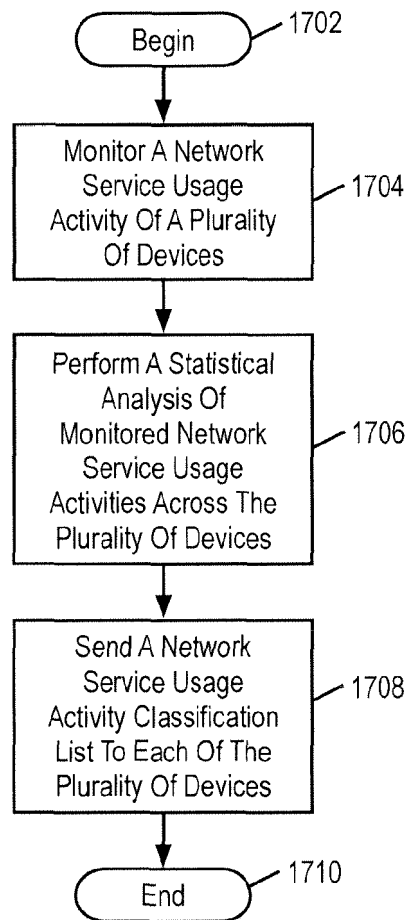 Begin
1702
Monitor A Network
Service Usage
Activity Of A Plurality
Of Devices
1704
Perform A Statistical
Analysis Of
Monitored Network
Service Usage
Activities Across The
Plurality Of Devices
1706
Send A Network
Service Usage
Activity Classification
List To Each Of The
Plurality Of Devices
1708
End
1710